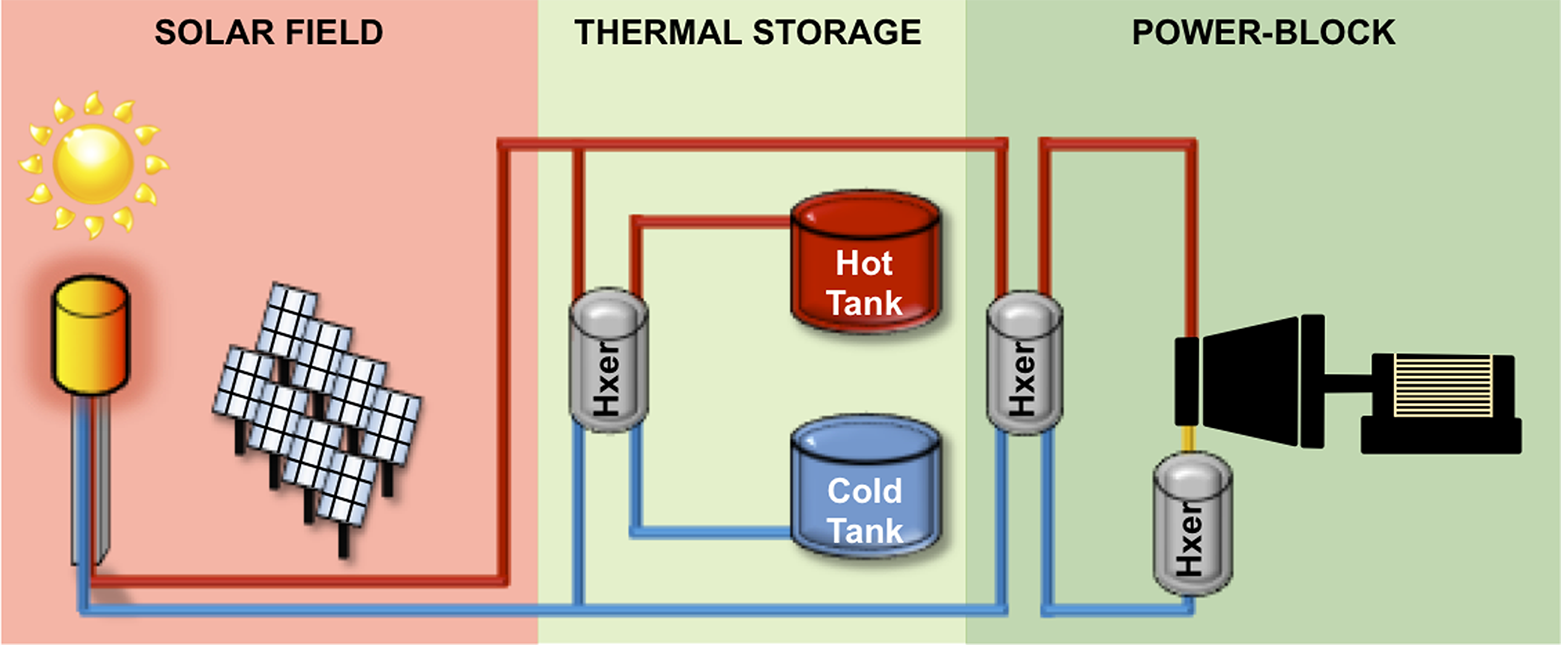 SOLAR FIELD
THERMAL STORAGE
POWER-BLOCK
Hot
Tank
Hxer
Hxer
Cold
Tank
Hxer